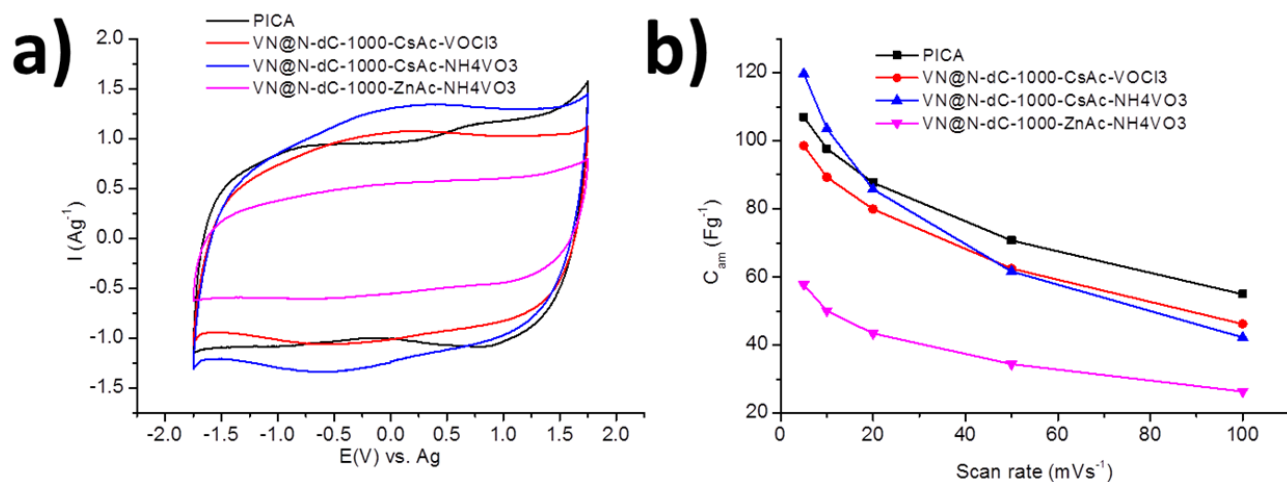 a)
PICA
VN@N-dC-1000-CsAc-VOCl3
VN@N-dC-1000-CsAc-NH4VO3
VN@N-dC-1000-ZnAc-NH4VO3
2.0
1.5
1.0
0.5
0.0
-0.5
-1.0
-1.5
I (Ag⁻¹)
-2.0 -1.5 -1.0 -0.5 0.0 0.5 1.0 1.5 2.0
E(V) vs. Ag
b)
PICA
VN@N-dC-1000-CsAc-VOCl3
VN@N-dC-1000-CsAc-NH4VO3
VN@N-dC-1000-ZnAc-NH4VO3
120
100
80
60
40
20
C_am (Fg⁻¹)
0 20 40 60 80 100
Scan rate (mVs⁻¹)